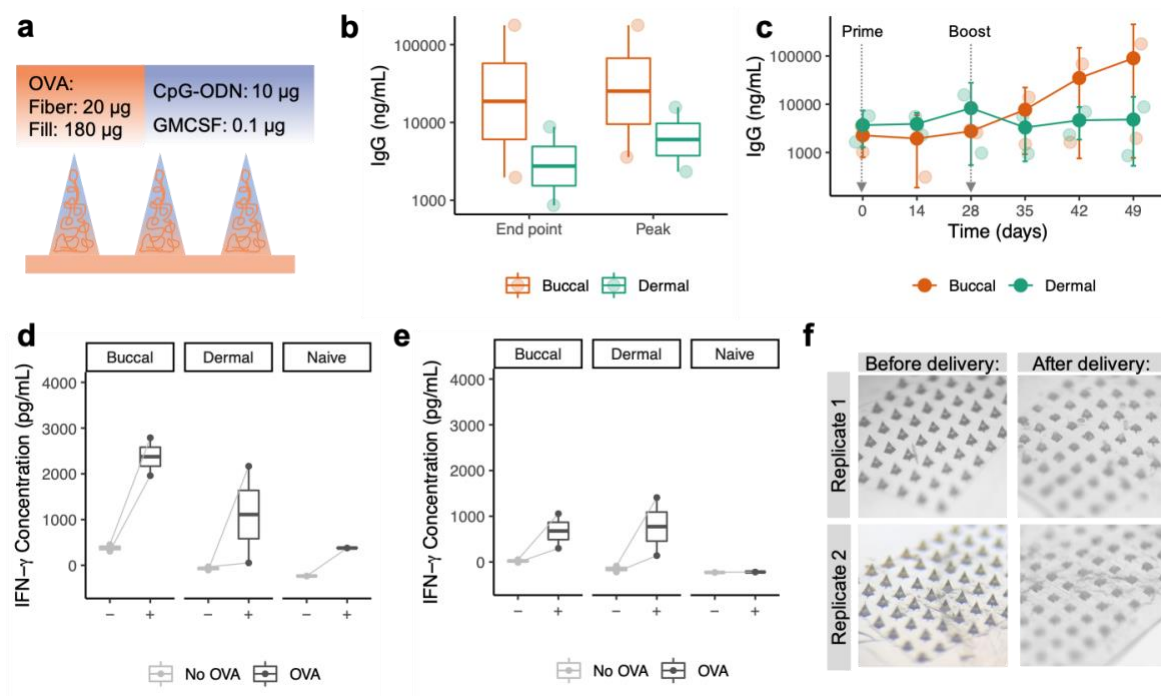 a
OVA:
Fiber: 20 µg
Fill: 180 µg
CpG-ODN: 10 µg
GMCSF: 0.1 µg
b
IgG (ng/mL)
100000
10000
1000
End point
Peak
Buccal
Dermal
c
Prime
Boost
IgG (ng/mL)
100000
10000
1000
0
14
28
35
42
49
Time (days)
Buccal
Dermal
d
Buccal
Dermal
Naive
IFN−γ Concentration (pg/mL)
4000
3000
2000
1000
0
− + − + − +
No OVA
OVA
e
Buccal
Dermal
Naive
IFN−γ Concentration (pg/mL)
4000
3000
2000
1000
0
− + − + − +
No OVA
OVA
f
Before delivery:
After delivery:
Replicate 1
Replicate 2